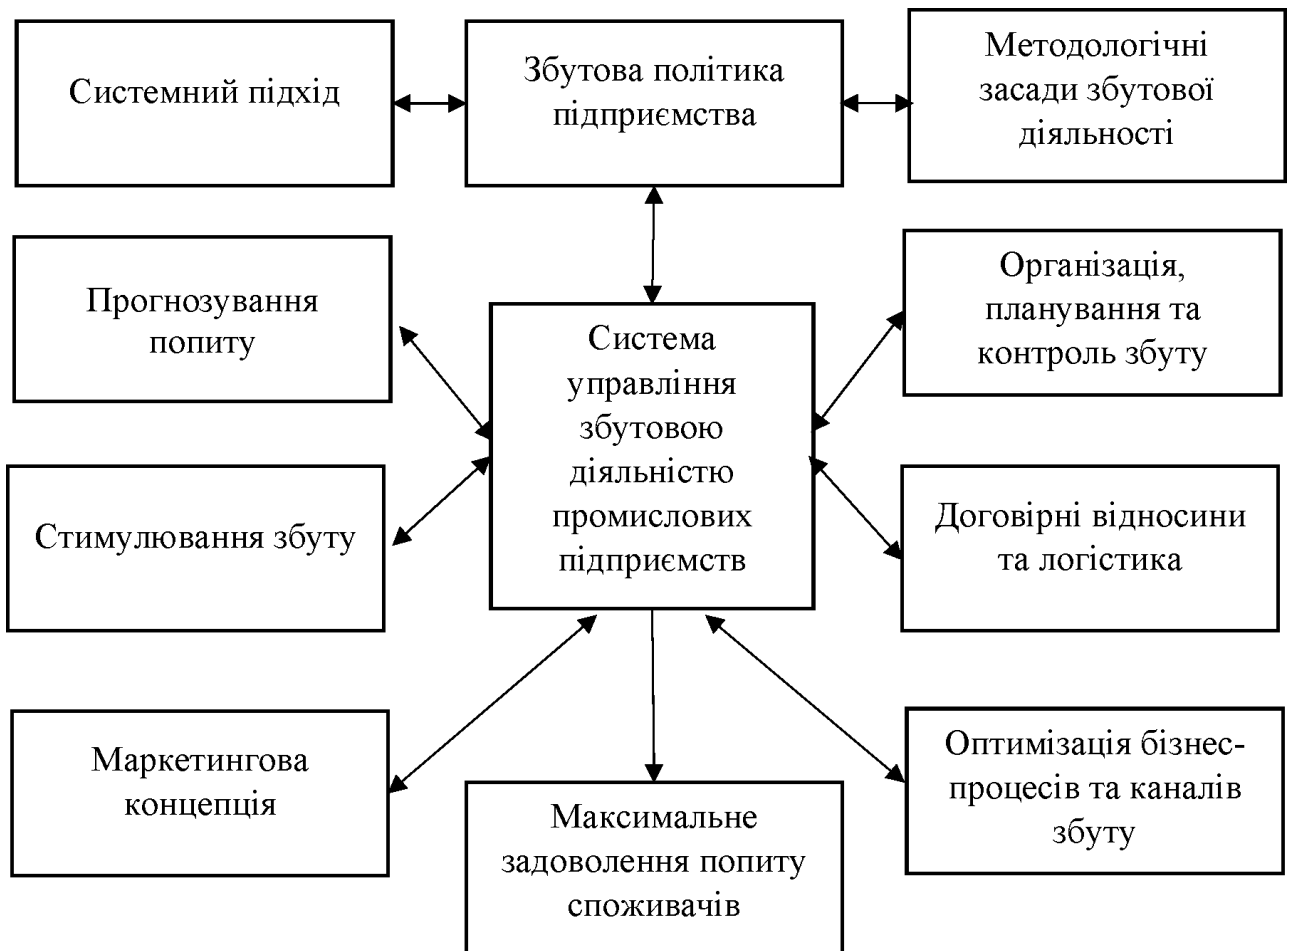 Системний підхід
Збутова політика
підприємства
Методологічні
засади збутової
діяльності
Прогнозування
попиту
Система
управління
збутовою
діяльністю
промислових
підприємств
Організація,
планування та
контроль збуту
Стимулювання збуту
Договірні відносини
та логістика
Маркетингова
концепція
Максимальне
задоволення попиту
споживачів
Оптимізація бізнес-
процесів та каналів
збуту